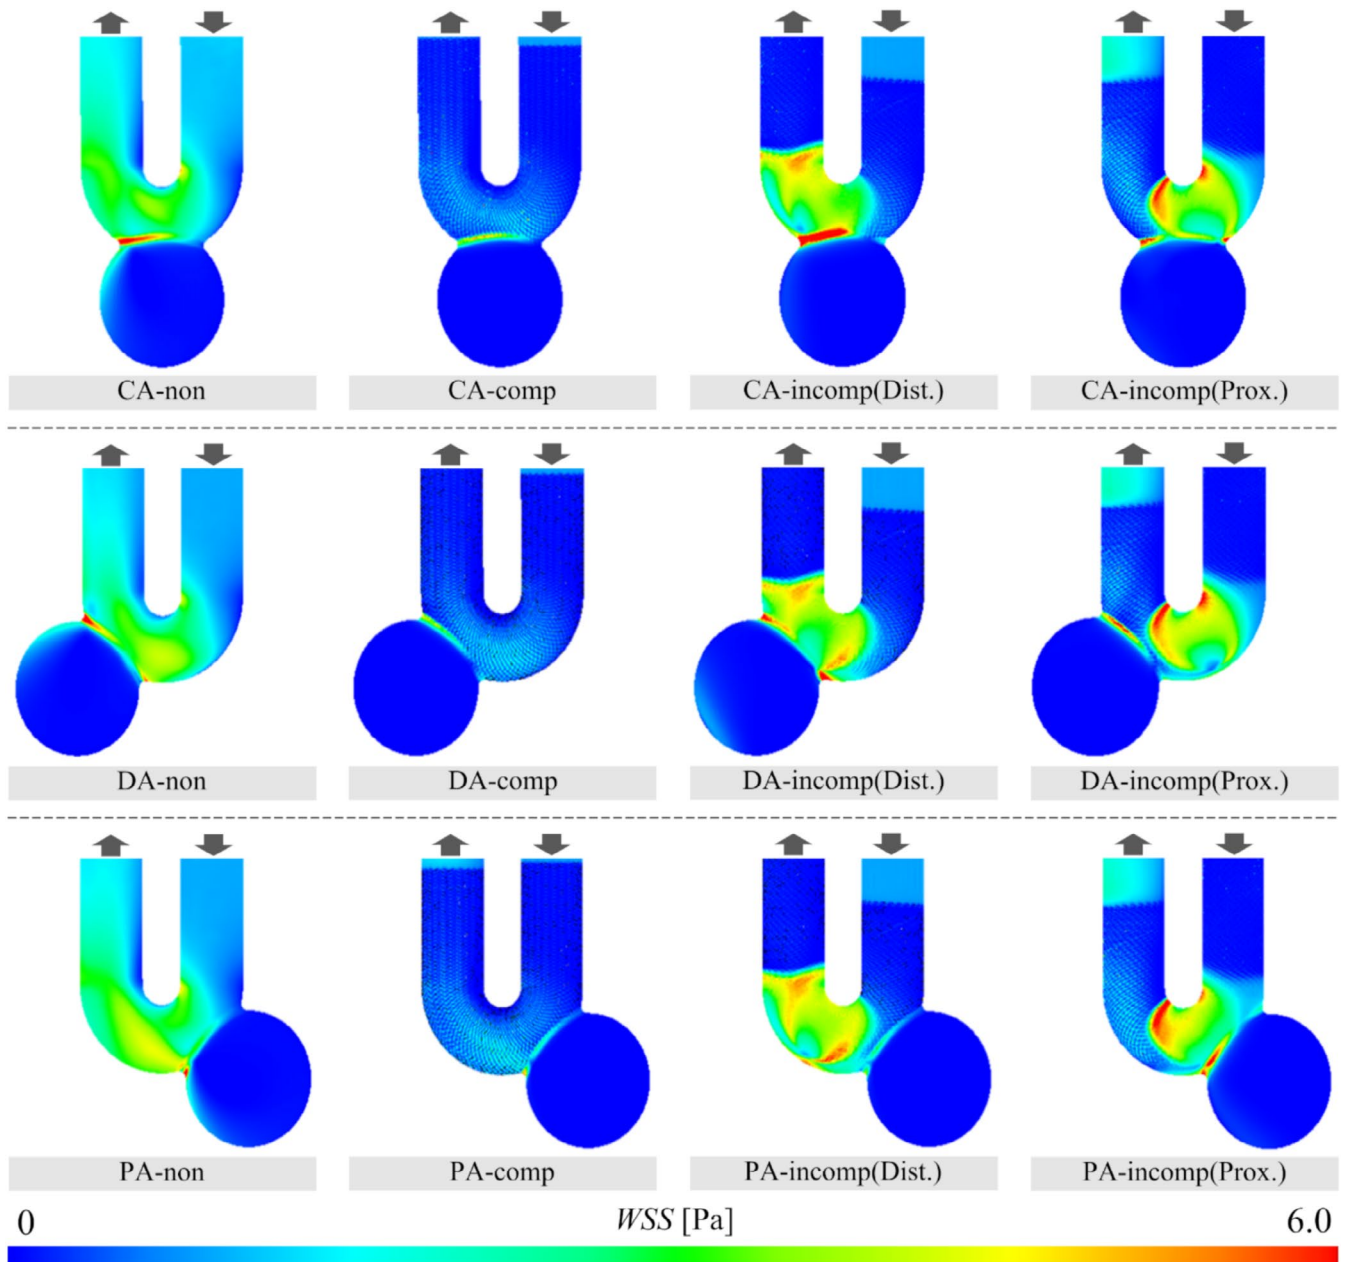 CA-non
CA-comp
CA-incomp(Dist.)
CA-incomp(Prox.)
DA-non
DA-comp
DA-incomp(Dist.)
DA-incomp(Prox.)
PA-non
PA-comp
PA-incomp(Dist.)
PA-incomp(Prox.)
0
WSS [Pa]
6.0